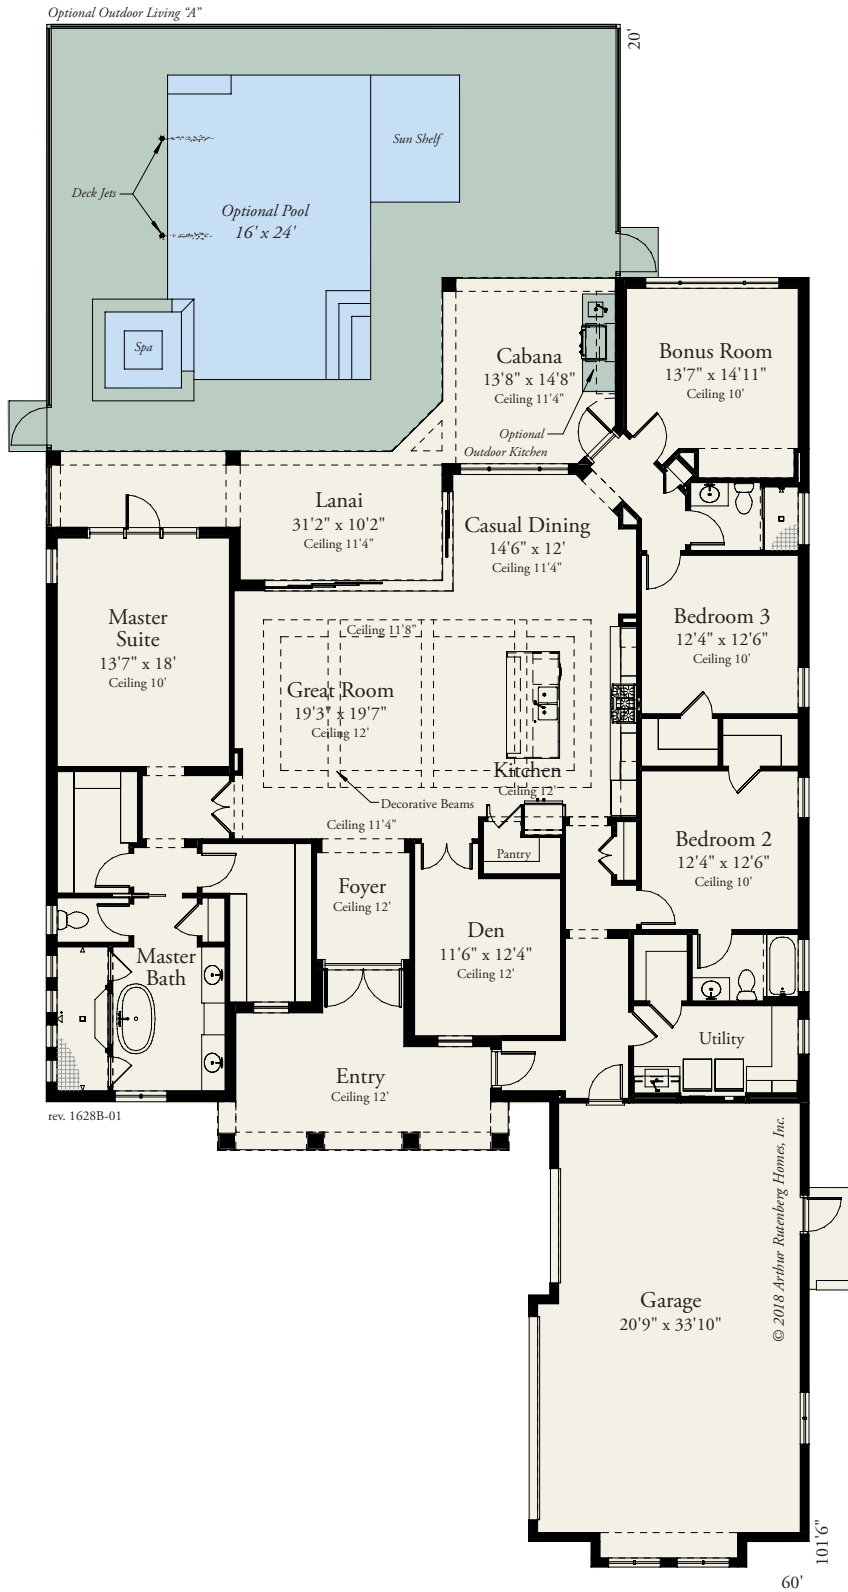 Optional Outdoor Living “A”
20'
Sun Shelf
Deck Jets
Optional Pool
16' x 24'
Spa
Cabana
13'8" x 14'8"
Ceiling 11'4"
Bonus Room
13'7" x 14'11"
Ceiling 10'
Optional
Outdoor Kitchen
Lanai
31'2" x 10'2"
Ceiling 11'4"
Casual Dining
14'6" x 12'
Ceiling 11'4"
Master
Suite
13'7" x 18'
Ceiling 10'
Bedroom 3
12'4" x 12'6"
Ceiling 10'
Ceiling 11'8"
Great Room
19'3" x 19'7"
Ceiling 12'
Kitchen
Ceiling 12'
Decorative Beams
Ceiling 11'4"
Pantry
Bedroom 2
12'4" x 12'6"
Ceiling 10'
Foyer
Ceiling 12'
Den
11'6" x 12'4"
Ceiling 12'
Master
Bath
Utility
Entry
Ceiling 12'
rev. 1628B-01
© 2018 Arthur Rutenberg Homes, Inc.
Garage
20'9" x 33'10"
101'6"
60'